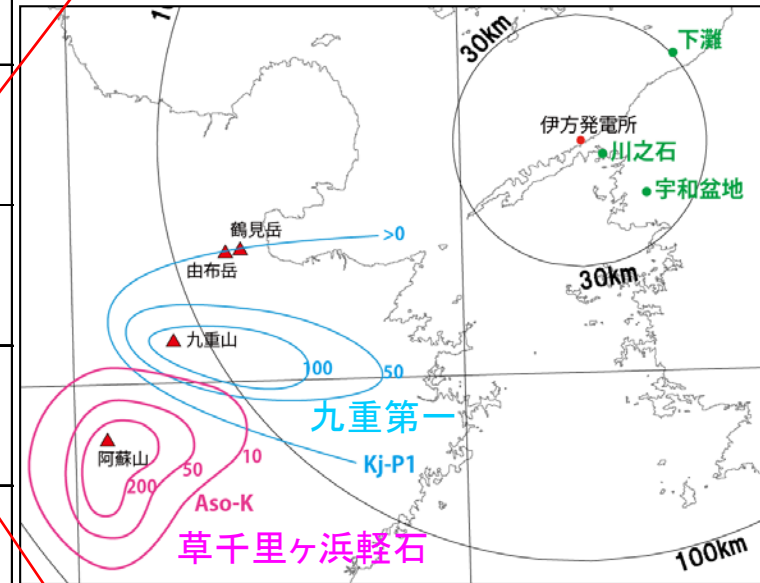 10
30km
下灘
伊方発電所
川之石
宇和盆地
鶴見岳
>0
由布岳
30km
九重山
100
50
九重第一
阿蘇山
50
10
Kj-P1
200
Aso-K
草千里ヶ浜軽石
100km